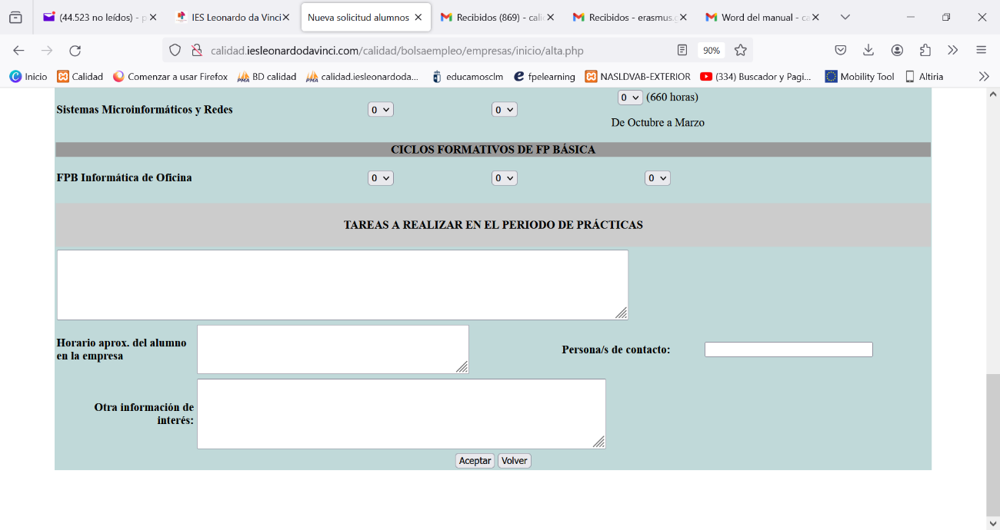 (44.523 no leídos) - p
IES Leonardo da Vinci
Nueva solicitud alumnos
Recibidos (869) - cali
Recibidos - erasmus.
Word del manual - ca
calidad.iesleonardodavinci.com/calidad/bolsaempleo/empresas/inicio/alta.php
90%
Inicio
Calidad
Comenzar a usar Firefox
BD calidad
calidad.iesleonardoda...
educamosclm
fpelearning
NASLDVAB-EXTERIOR
(334) Buscador y Pagi...
Mobility Tool
Altiria
0 (660 horas)
Sistemas Microinformáticos y Redes 0 0
De Octubre a Marzo
CICLOS FORMATIVOS DE FP BÁSICA
FPB Informática de Oficina 0 0 0
TAREAS A REALIZAR EN EL PERIODO DE PRÁCTICAS
Horario aprox. del alumno
en la empresa
Persona/s de contacto:
Otra información de
interés:
Aceptar Volver